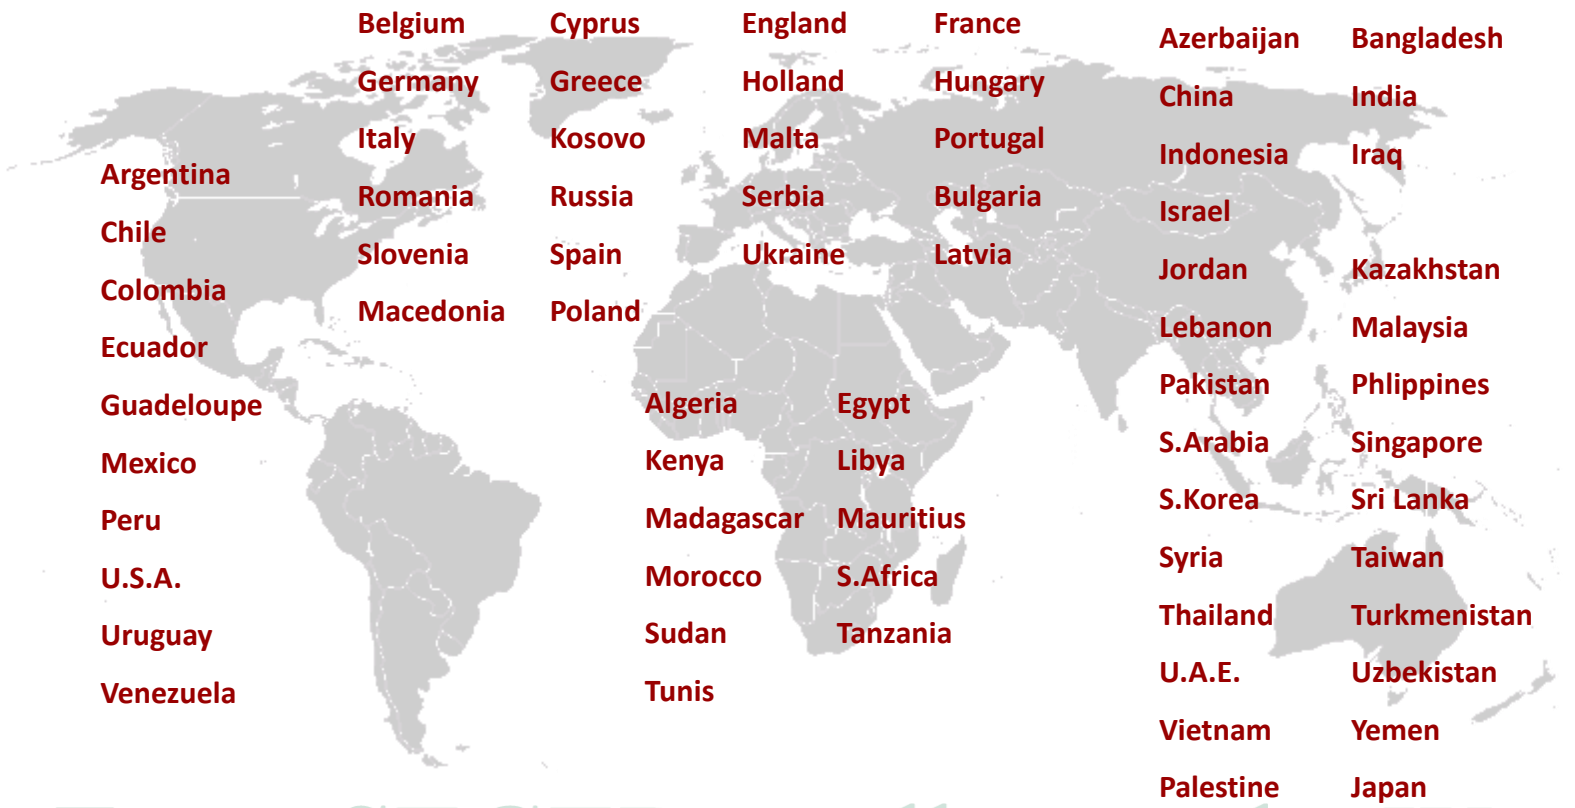 Argentina
Chile
Colombia
Ecuador
Guadeloupe
Mexico
Peru
U.S.A.
Uruguay
Venezuela
Belgium Cyprus England France
Germany Greece Holland Hungary
Italy Kosovo Malta Portugal
Romania Russia Serbia Bulgaria
Slovenia Spain Ukraine Latvia
Macedonia Poland
Algeria Egypt
Kenya Libya
Madagascar Mauritius
Morocco S.Africa
Sudan Tanzania
Tunis
Azerbaijan Bangladesh
China India
Indonesia Iraq
Israel
Jordan Kazakhstan
Lebanon Malaysia
Pakistan Phlippines
S.Arabia Singapore
S.Korea Sri Lanka
Syria Taiwan
Thailand Turkmenistan
U.A.E. Uzbekistan
Vietnam Yemen
Palestine Japan